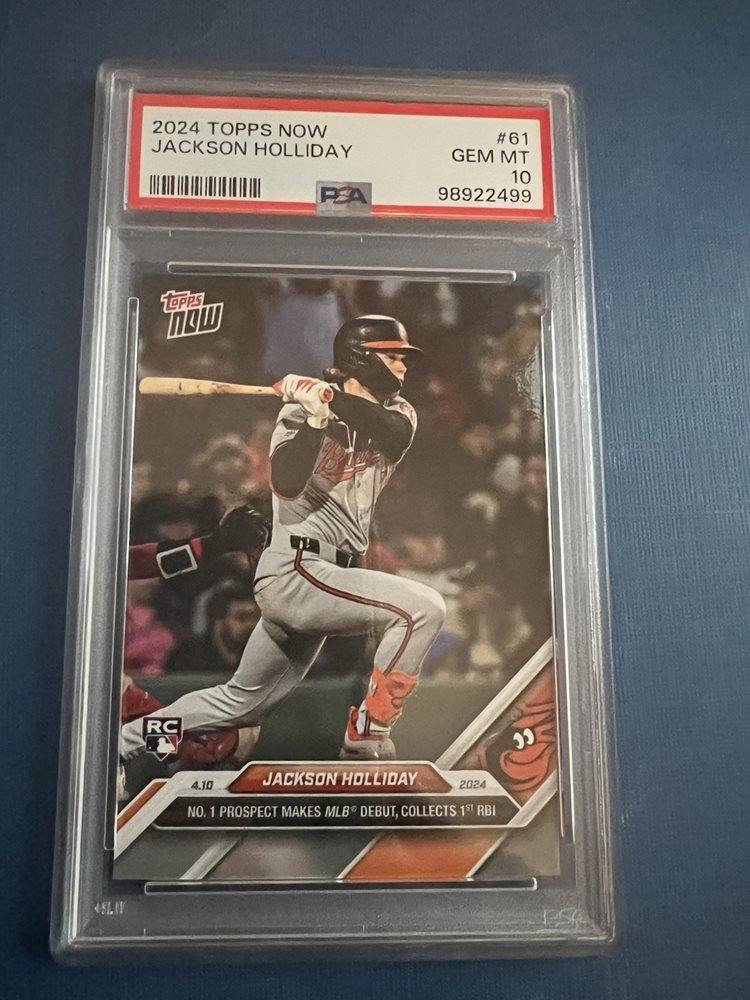 2024 TOPPS NOW #61
JACKSON HOLLIDAY GEM MT
10
PSA 98922499
topps
now
RC
JACKSON HOLLIDAY
4.10 2024
NO. 1 PROSPECT MAKES MLB® DEBUT, COLLECTS 1ST RBI